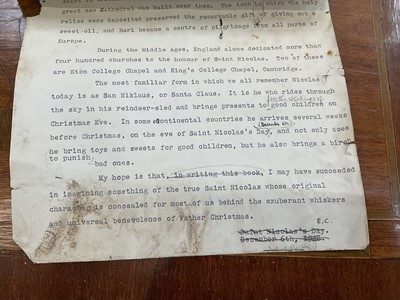 great new Cathedral was built over them. The tomb in which the holy
relics were deposited preserved the remarkable gift of giving out a
sweet-oil, and Bari became a centre of pilgrimage from all parts of
Europe.
During the Middle Ages, England alone dedicated more than
four hundred churches to the honour of Saint Nicolas. Two of these
are Eton College Chapel and King's College Chapel, Cambridge.
The most familiar form in which we all remember Nicolas
today is as San Niklaus, or Santa Claus. It is he who rides through
the sky in his reindeer-sled and brings presents to good children on
Christmas Eve. In some continental countries he arrives several weeks
(December 6th)
before Christmas, on the eve of Saint Nicolas's Day, and not only does
he bring toys and sweets for good children, but he also brings a birch
to punish bad ones.
My hope is that, in writing this book, I may have succeeded
in imagining something of the true Saint Nicolas whose original
character is concealed for most of us behind the exuberant whiskers
and universal benevolence of Father Christmas.
E.C.
Saint Nicolas's Day.
December 6th,